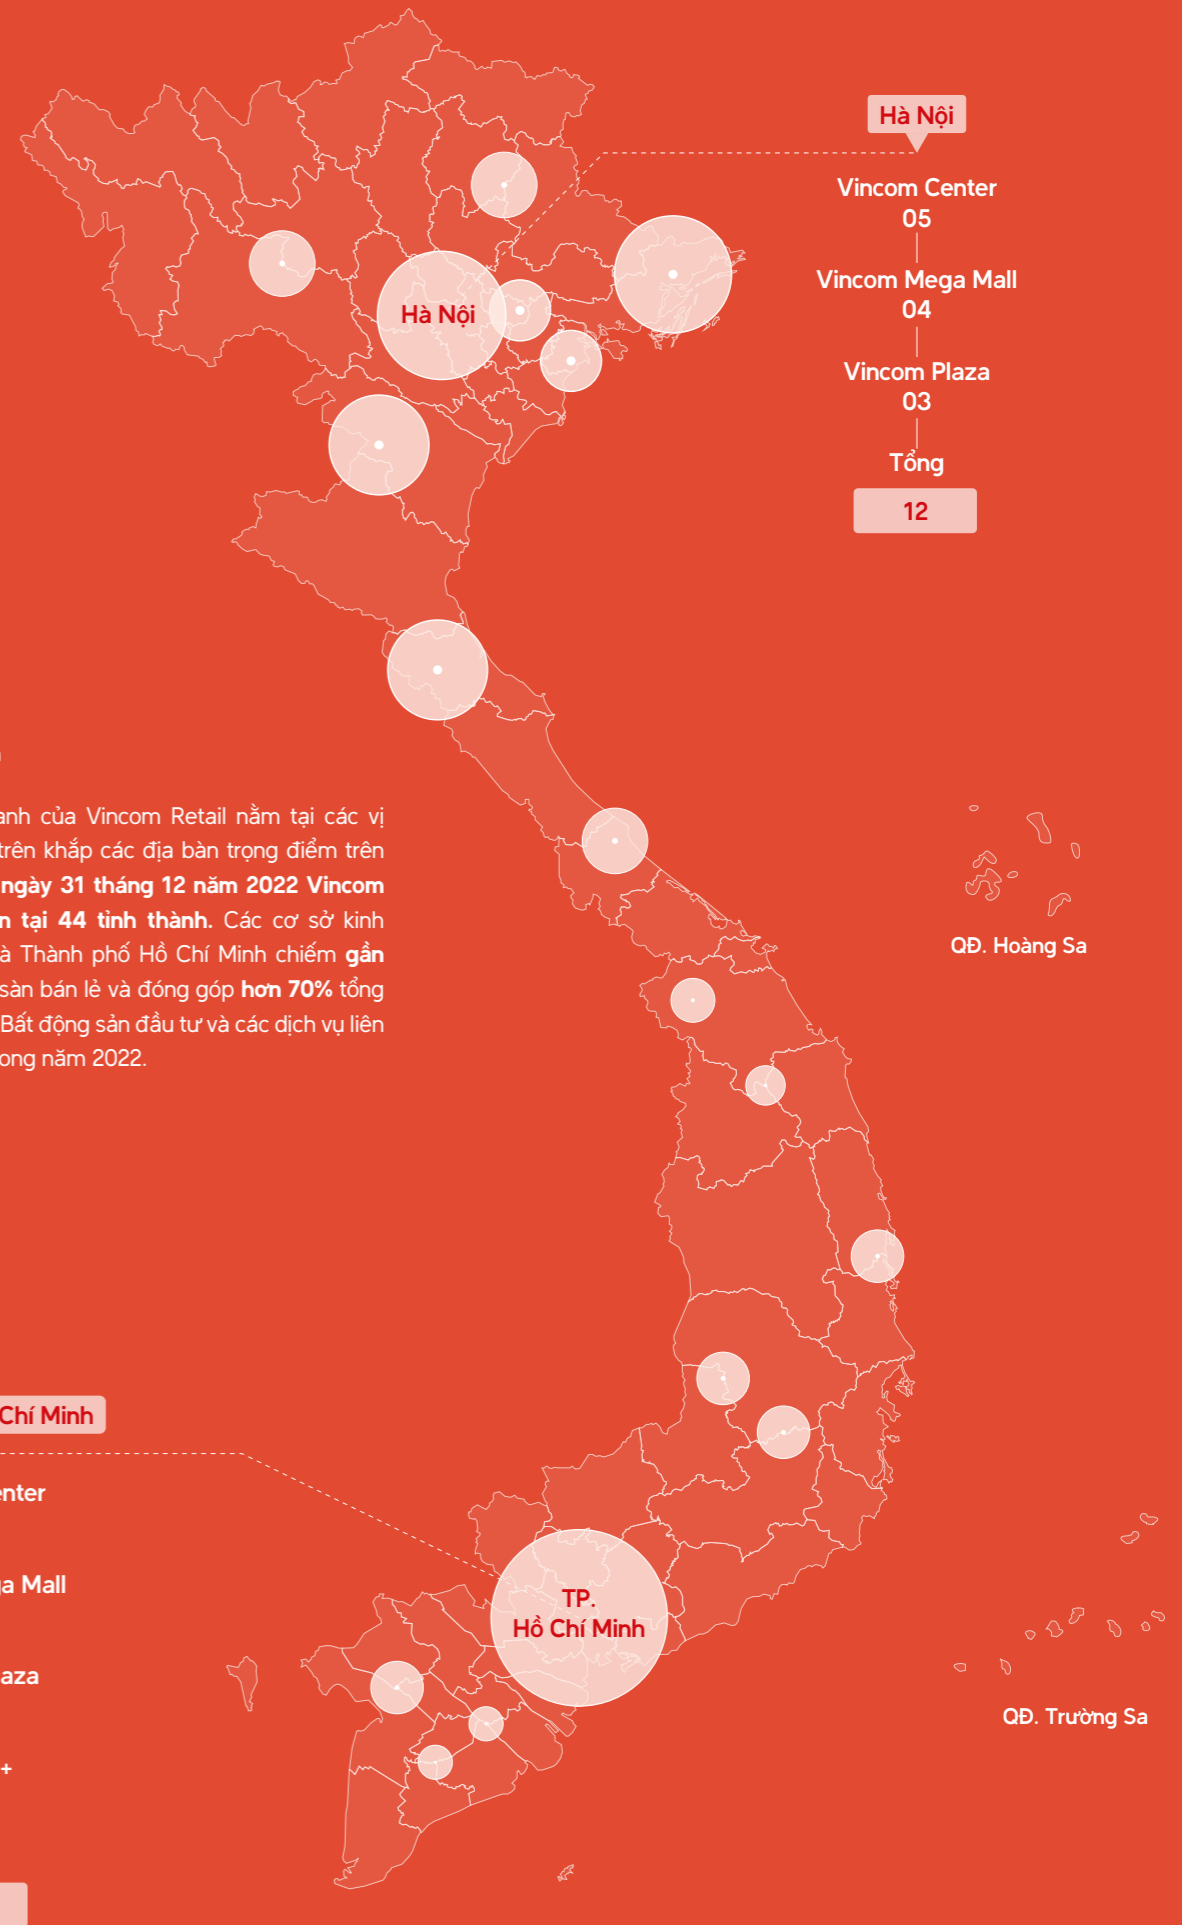 Hà Nội
Vincom Center
05
Vincom Mega Mall
04
Vincom Plaza
03
Tổng
12
Hà Nội
của Vincom Retail nằm tại các vị
trên khắp các địa bàn trọng điểm trên
ngày 31 tháng 12 năm 2022 Vincom
tại 44 tỉnh thành. Các cơ sở kinh
Thành phố Hồ Chí Minh chiếm gần
sàn bán lẻ và đóng góp hơn 70% tổng
Bất động sản đầu tư và các dịch vụ liên
năm 2022.
QĐ. Hoàng Sa
Chí Minh
Mall
+
TP.
Hồ Chí Minh
QĐ. Trường Sa